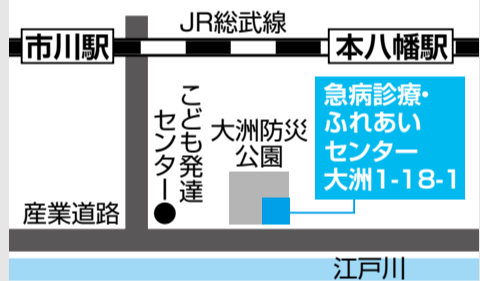 JR総武線
市川駅
本八幡駅
こども発達
センター
大洲防災
公園
急病診療・
ふれあい
センター
大洲1-18-1
産業道路
江戸川